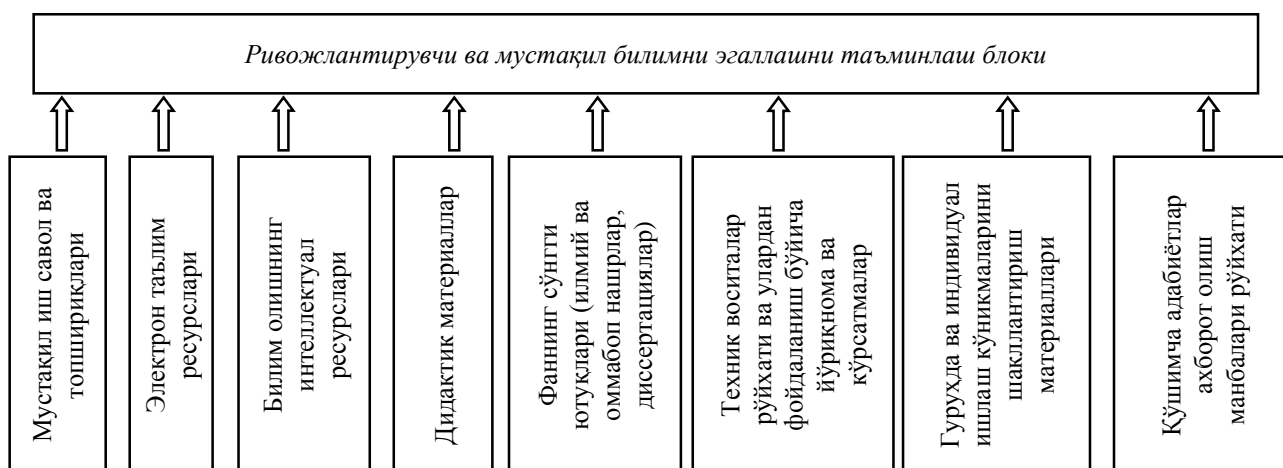 Ривожлантирувчи ва мустақил билимни эгаллашни таъминлаш блоки
Мустақил иш савол ва
топшириқлари
Электрон таълим
ресурслари
Билим олишнинг
интеллектуал
ресурслари
Дидактик материаллар
Фаннинг сўнгги
ютуқлари (илмий ва
оммабоп нашрлар,
диссертациялар)
Техник воситалар
рўйхати ва улардан
фойдаланиш бўйича
йўриқнома ва
кўрсатмалар
Гуруҳда ва индивидуал
ишлаш кўникмаларини
шакллантириш
материаллари
Қўшимча адабиётлар
ахборот олиш
манбалари рўйхати